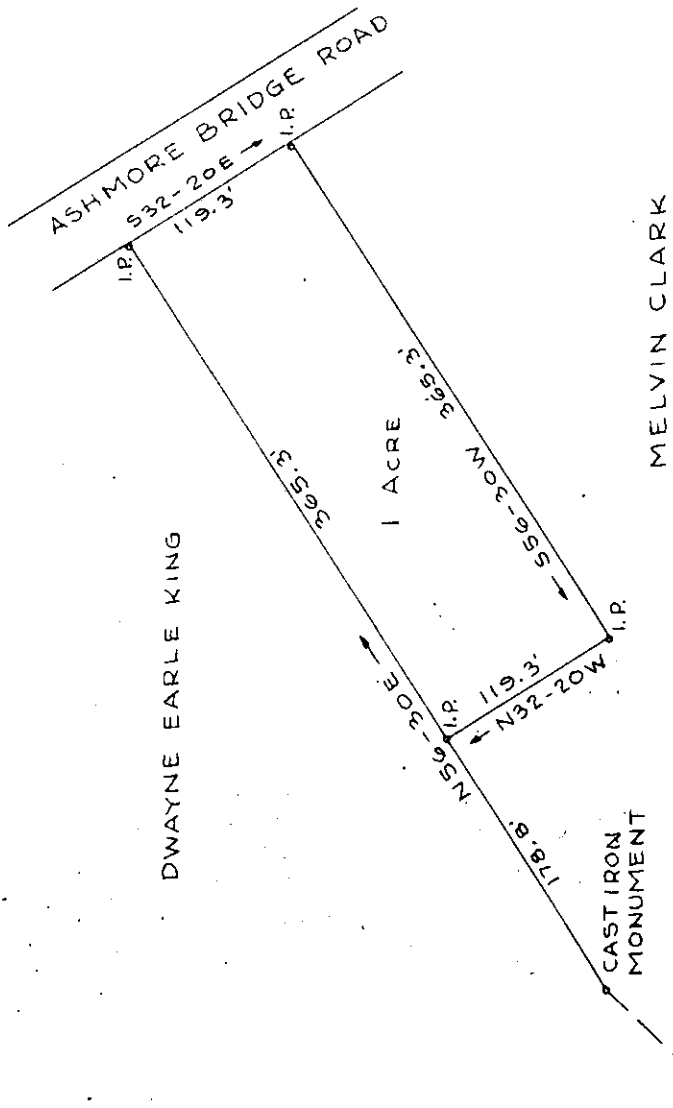 ASHMORE BRIDGE ROAD
I.P.
S32-20E
119.3'
I.P.
365.3'
DWAYNE EARLE KING
1 ACRE
365.3'
S56-30W
MELVIN CLARK
N56-30E
I.P.
119.3'
N32-20W
I.P.
178.8'
CAST IRON
MONUMENT